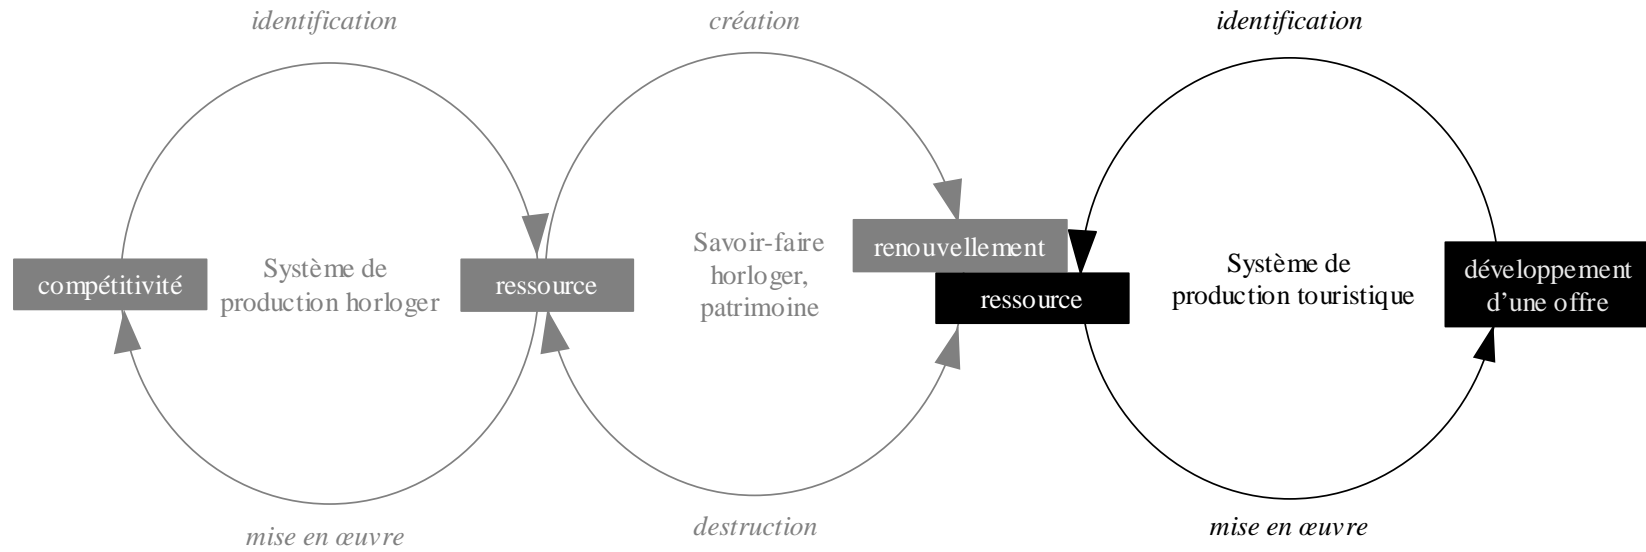 identification
création
identification
compétitivité
Système de
production horloger
ressource
Savoir-faire
horloger,
patrimoine
renouvellement
ressource
Système de
production touristique
développement
d’une offre
mise en œuvre
destruction
mise en œuvre